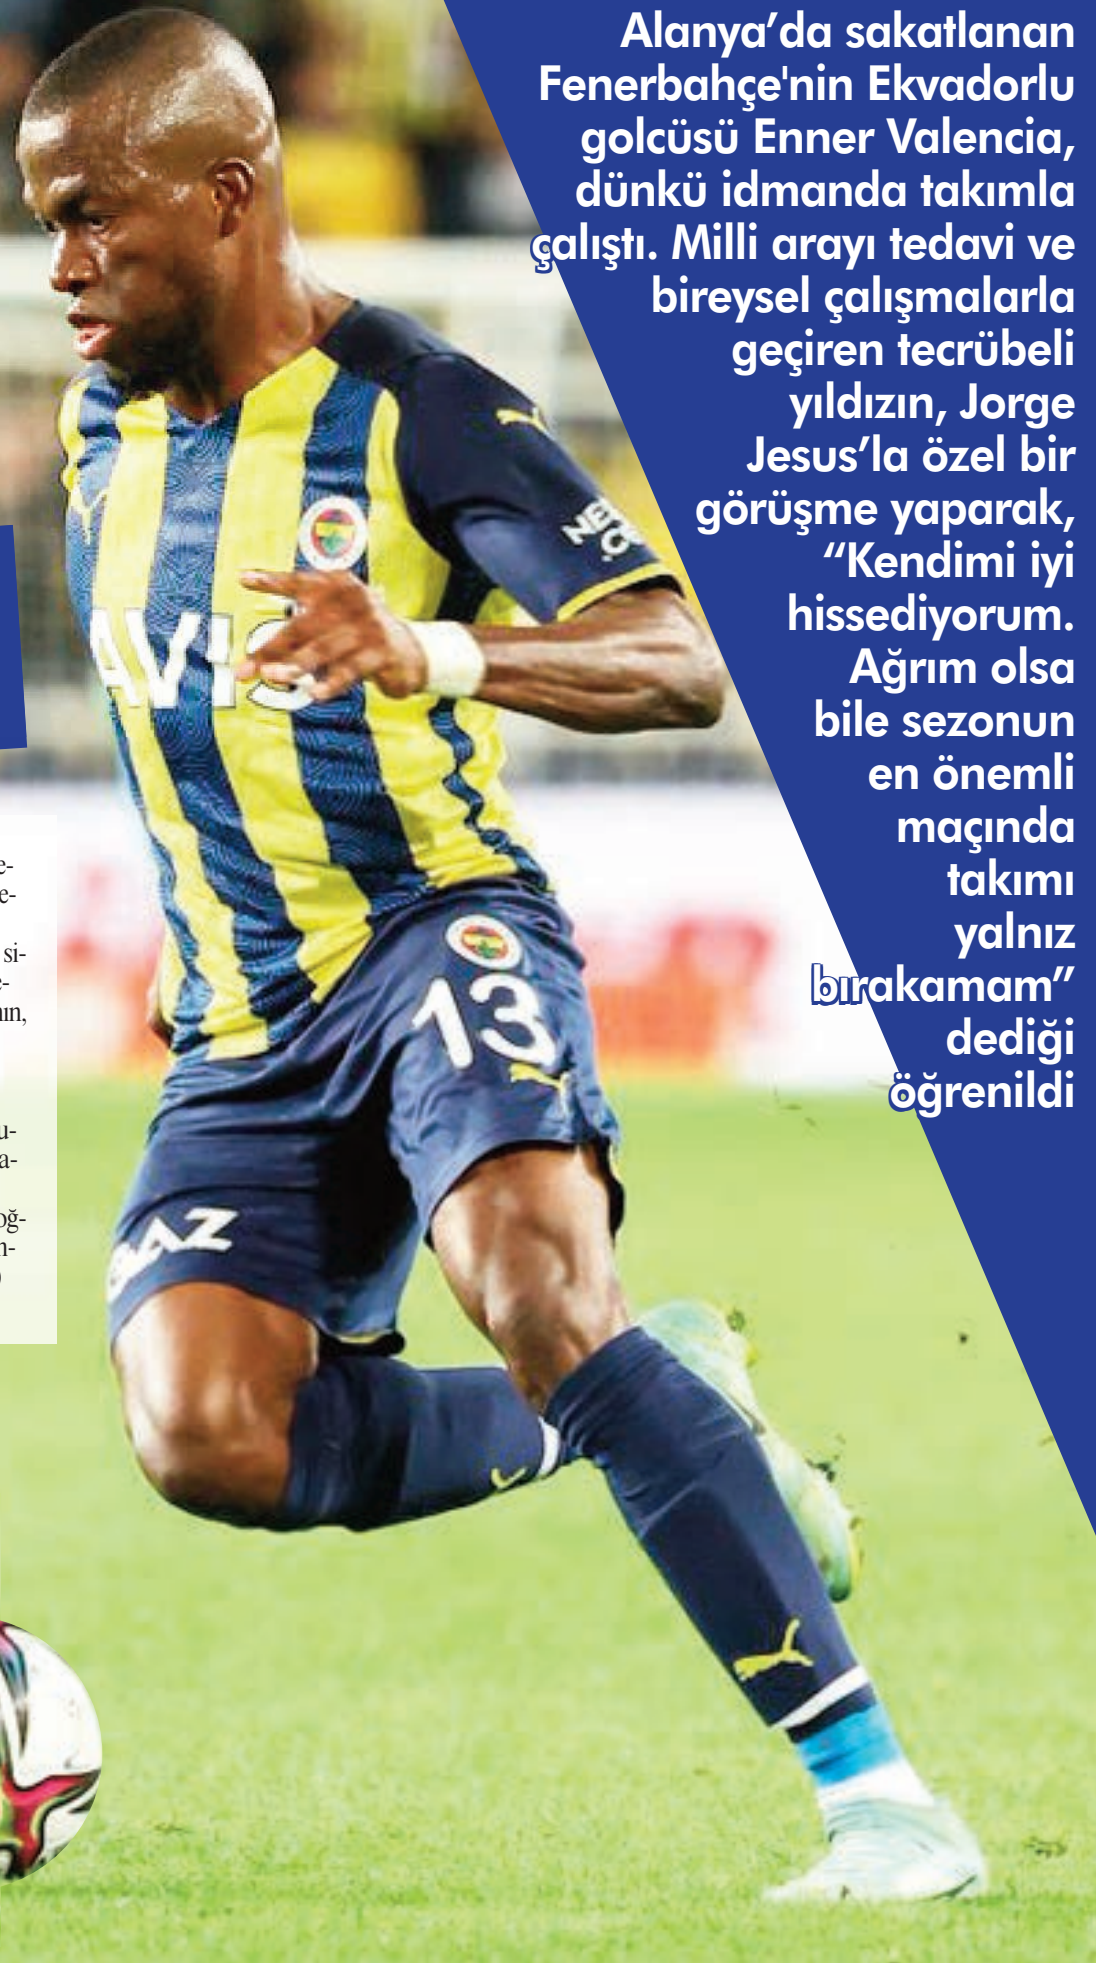 Alanya’da sakatlanan
Fenerbahçe'nin Ekvadorlu
golcüsü Enner Valencia,
dünkü idmanda takımla
çalıştı. Milli arayı tedavi ve
bireysel çalışmalarla
geçiren tecrübeli
yıldızın, Jorge
Jesus’la özel bir
görüşme yaparak,
“Kendimi iyi
hissediyorum.
Ağrım olsa
bile sezonun
en önemli
maçında
takımı
yalnız
bırakamam”
dediği
öğrenildi
AVIS
13